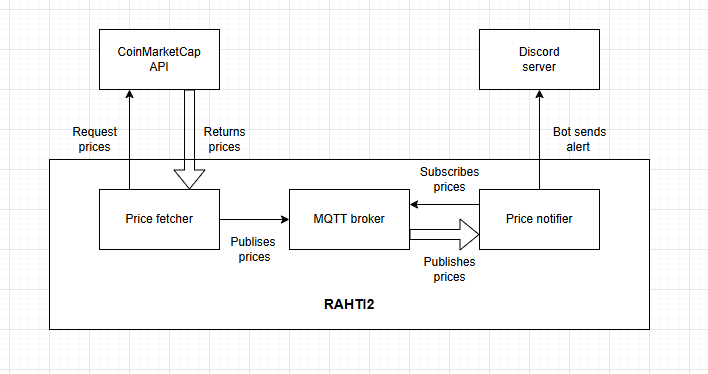 CoinMarketCap
API
Discord
server
Request
prices
Returns
prices
Bot sends
alert
Subscribes
prices
Price fetcher
MQTT broker
Price notifier
Publises
prices
Publishes
prices
RAHTI2